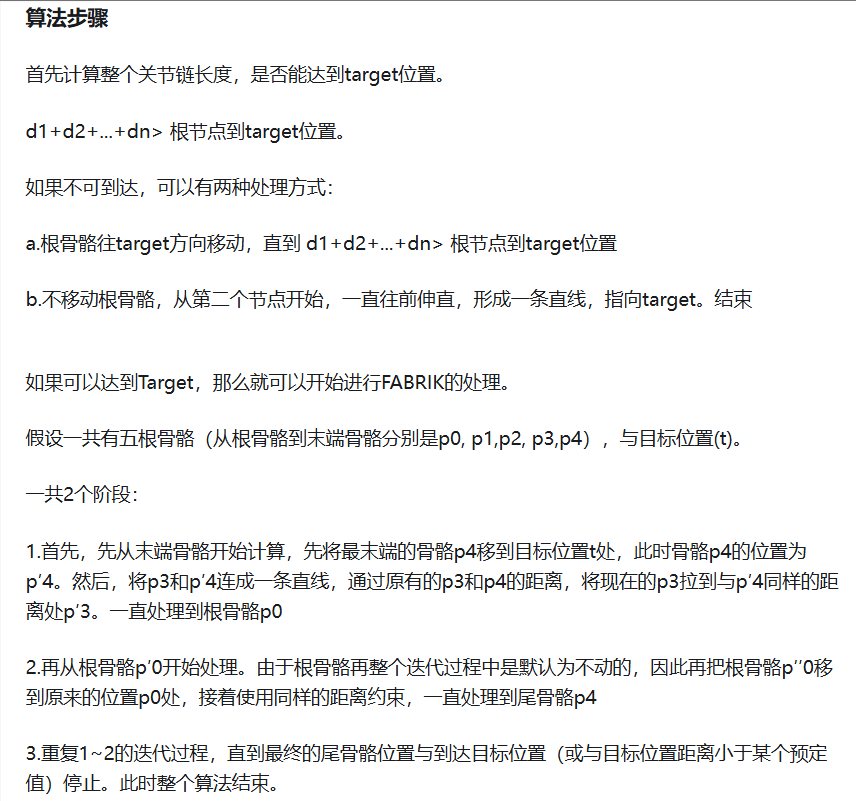 算法步骤
首先计算整个关节链长度，是否能达到target位置。
d1+d2+...+dn> 根节点到target位置。
如果不可到达，可以有两种处理方式：
a.根骨骼往target方向移动，直到 d1+d2+...+dn> 根节点到target位置
b.不移动根骨骼，从第二个节点开始，一直往前伸直，形成一条直线，指向target。结束
如果可以达到Target，那么就可以开始进行FABRIK的处理。
假设一共有五根骨骼（从根骨骼到末端骨骼分别是p0, p1,p2, p3,p4），与目标位置(t)。
一共2个阶段：
1.首先，先从末端骨骼开始计算，先将最末端的骨骼p4移到目标位置t处，此时骨骼p4的位置为
p'4。然后，将p3和p'4连成一条直线，通过原有的p3和p4的距离，将现在的p3拉到与p'4同样的距
离处p'3。一直处理到根骨骼p0
2.再从根骨骼p'0开始处理。由于根骨骼再整个迭代过程中是默认为不动的，因此再把根骨骼p''0移
到原来的位置p0处，接着使用同样的距离约束，一直处理到尾骨骼p4
3.重复1~2的迭代过程，直到最终的尾骨骼位置与到达目标位置（或与目标位置距离小于某个预定
值）停止。此时整个算法结束。